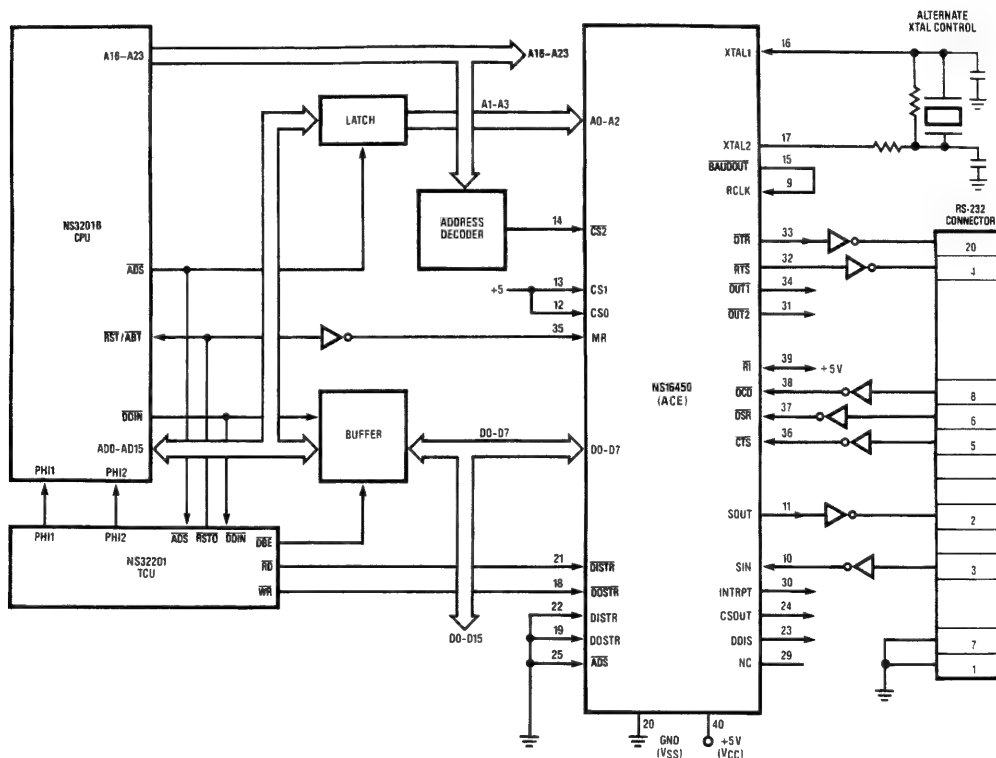 ALTERNATE
XTAL CONTROL
A16-A23
A16-A23
XTAL1
16
LATCH
A1-A3
A0-A2
XTAL2
17
15
BAUDOUT
RCLK
9
NS32016
CPU
ADDRESS
DECODER
14
CS2
RS-232
CONNECTOR
DTR
33
20
RTS
32
4
ADS
+5
13
CS1
OUT1
34
12
CS0
OUT2
31
RST/ABT
35
MR
NS16450
(ACE)
RI
39
+5V
DCD
38
8
DSR
37
6
CTS
36
5
DDIN
BUFFER
D0-D7
D0-D7
AD0-AD15
PHI1
PHI2
SOUT
11
2
PHI1
PHI2
ADS
RSTO
DDIN
DBE
NS32201
TCU
RD
21
DISTR
SIN
10
3
WR
18
DOSTR
INTRPT
30
22
DISTR
CSOUT
24
D0-D15
19
DOSTR
DDIS
23
7
25
ADS
NC
29
1
20
40
GND
(VSS)
+5V
(VCC)